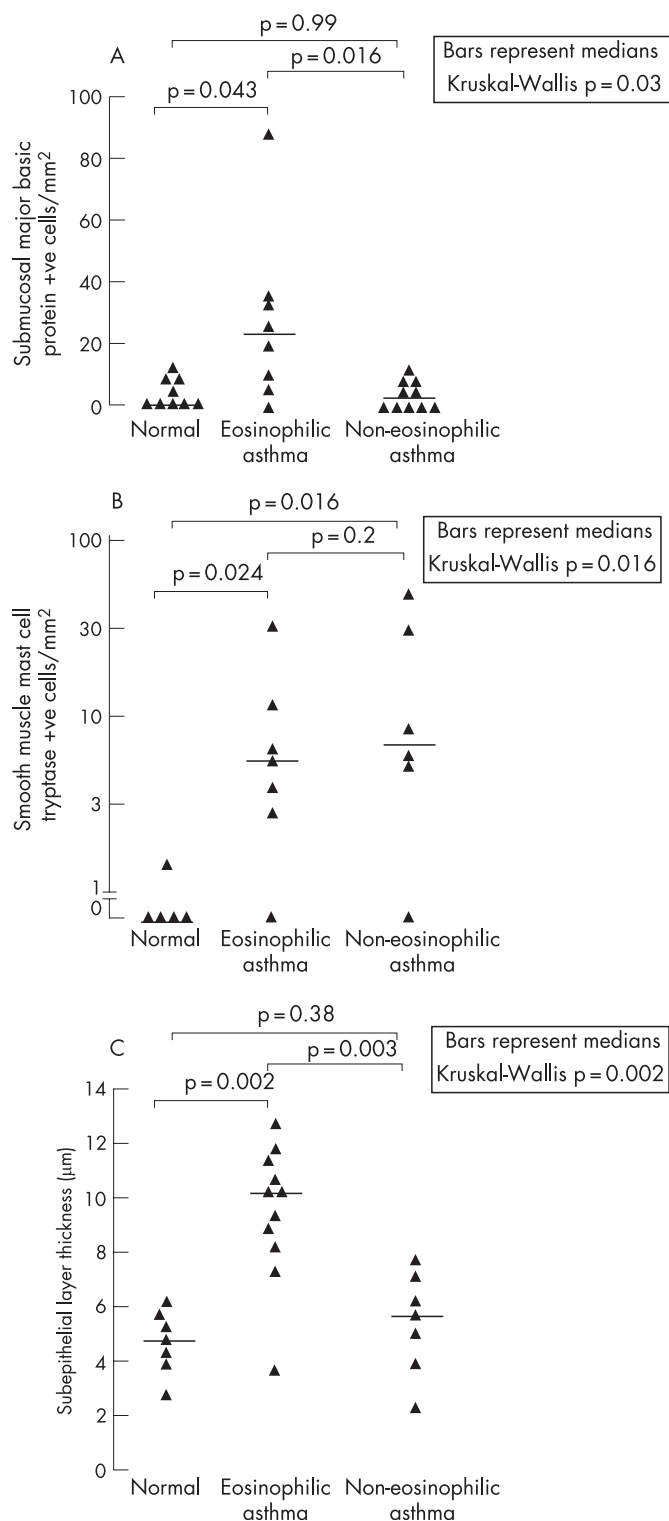 A
p = 0.99
p = 0.016
p = 0.043
Bars represent medians
Kruskal-Wallis p = 0.03
Submucosal major basic
protein +ve cells/mm²
100
80
60
40
20
0
Normal
Eosinophilic
asthma
Non-eosinophilic
asthma
B
p = 0.016
p = 0.2
p = 0.024
Bars represent medians
Kruskal-Wallis p = 0.016
Smooth muscle mast cell
tryptase +ve cells/mm²
100
30
10
3
1
0
Normal
Eosinophilic
asthma
Non-eosinophilic
asthma
C
p = 0.38
p = 0.003
p = 0.002
Bars represent medians
Kruskal-Wallis p = 0.002
Subepithelial layer thickness (µm)
14
12
10
8
6
4
2
0
Normal
Eosinophilic
asthma
Non-eosinophilic
asthma